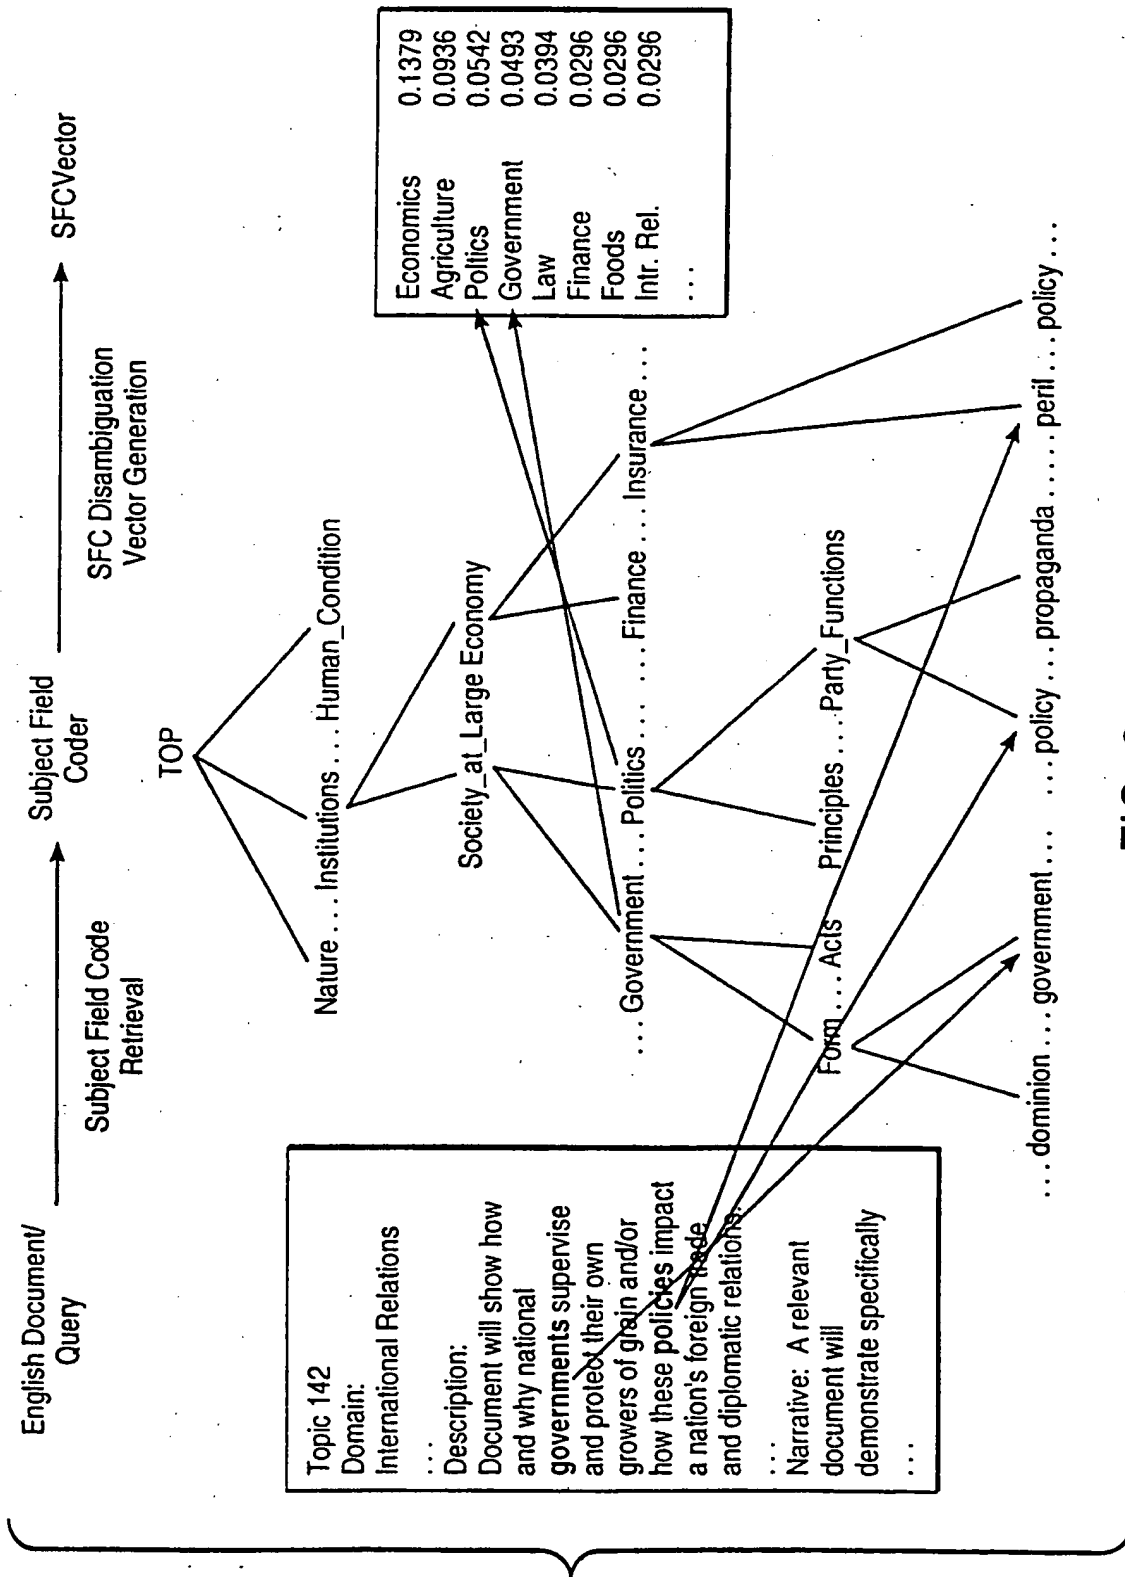 English Document/
Query
Subject Field Code
Retrieval
Subject Field
Coder
SFC Disambiguation
Vector Generation
SFCVector
Topic 142
Domain:
International Relations
...
Description:
Document will show how
and why national
governments supervise
and protect their own
growers of grain and/or
how these policies impact
a nation's foreign trade
and diplomatic relations.
...
Narrative: A relevant
document will
demonstrate specifically
...
TOP
Nature ... Institutions ... Human_Condition
Society_at_Large Economy
... Government .... Politics .... ... Finance ... Insurance ....
Form .... Acts Principles ... Party_Functions
... dominion ... government ... ... policy ... propaganda ..... peril ... policy ...
Economics 0.1379
Agriculture 0.0936
Poltics 0.0542
Government 0.0493
Law 0.0394
Finance 0.0296
Foods 0.0296
Intr. Rel. 0.0296
...